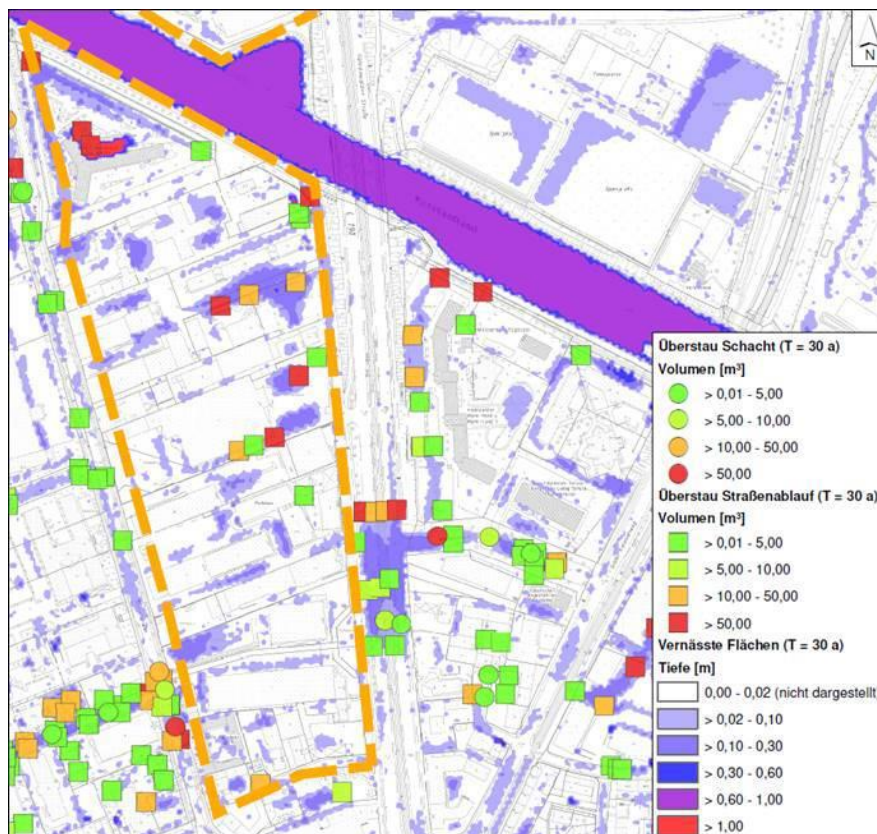 N
L 792
Überstau Schacht (T = 30 a)
Volumen [m³]
> 0,01 - 5,00
> 5,00 - 10,00
> 10,00 - 50,00
> 50,00
Überstau Straßenablauf (T = 30 a)
Volumen [m³]
> 0,01 - 5,00
> 5,00 - 10,00
> 10,00 - 50,00
> 50,00
Vernässte Flächen (T = 30 a)
Tiefe [m]
0,00 - 0,02 (nicht dargestellt)
> 0,02 - 0,10
> 0,10 - 0,30
> 0,30 - 0,60
> 0,60 - 1,00
> 1,00